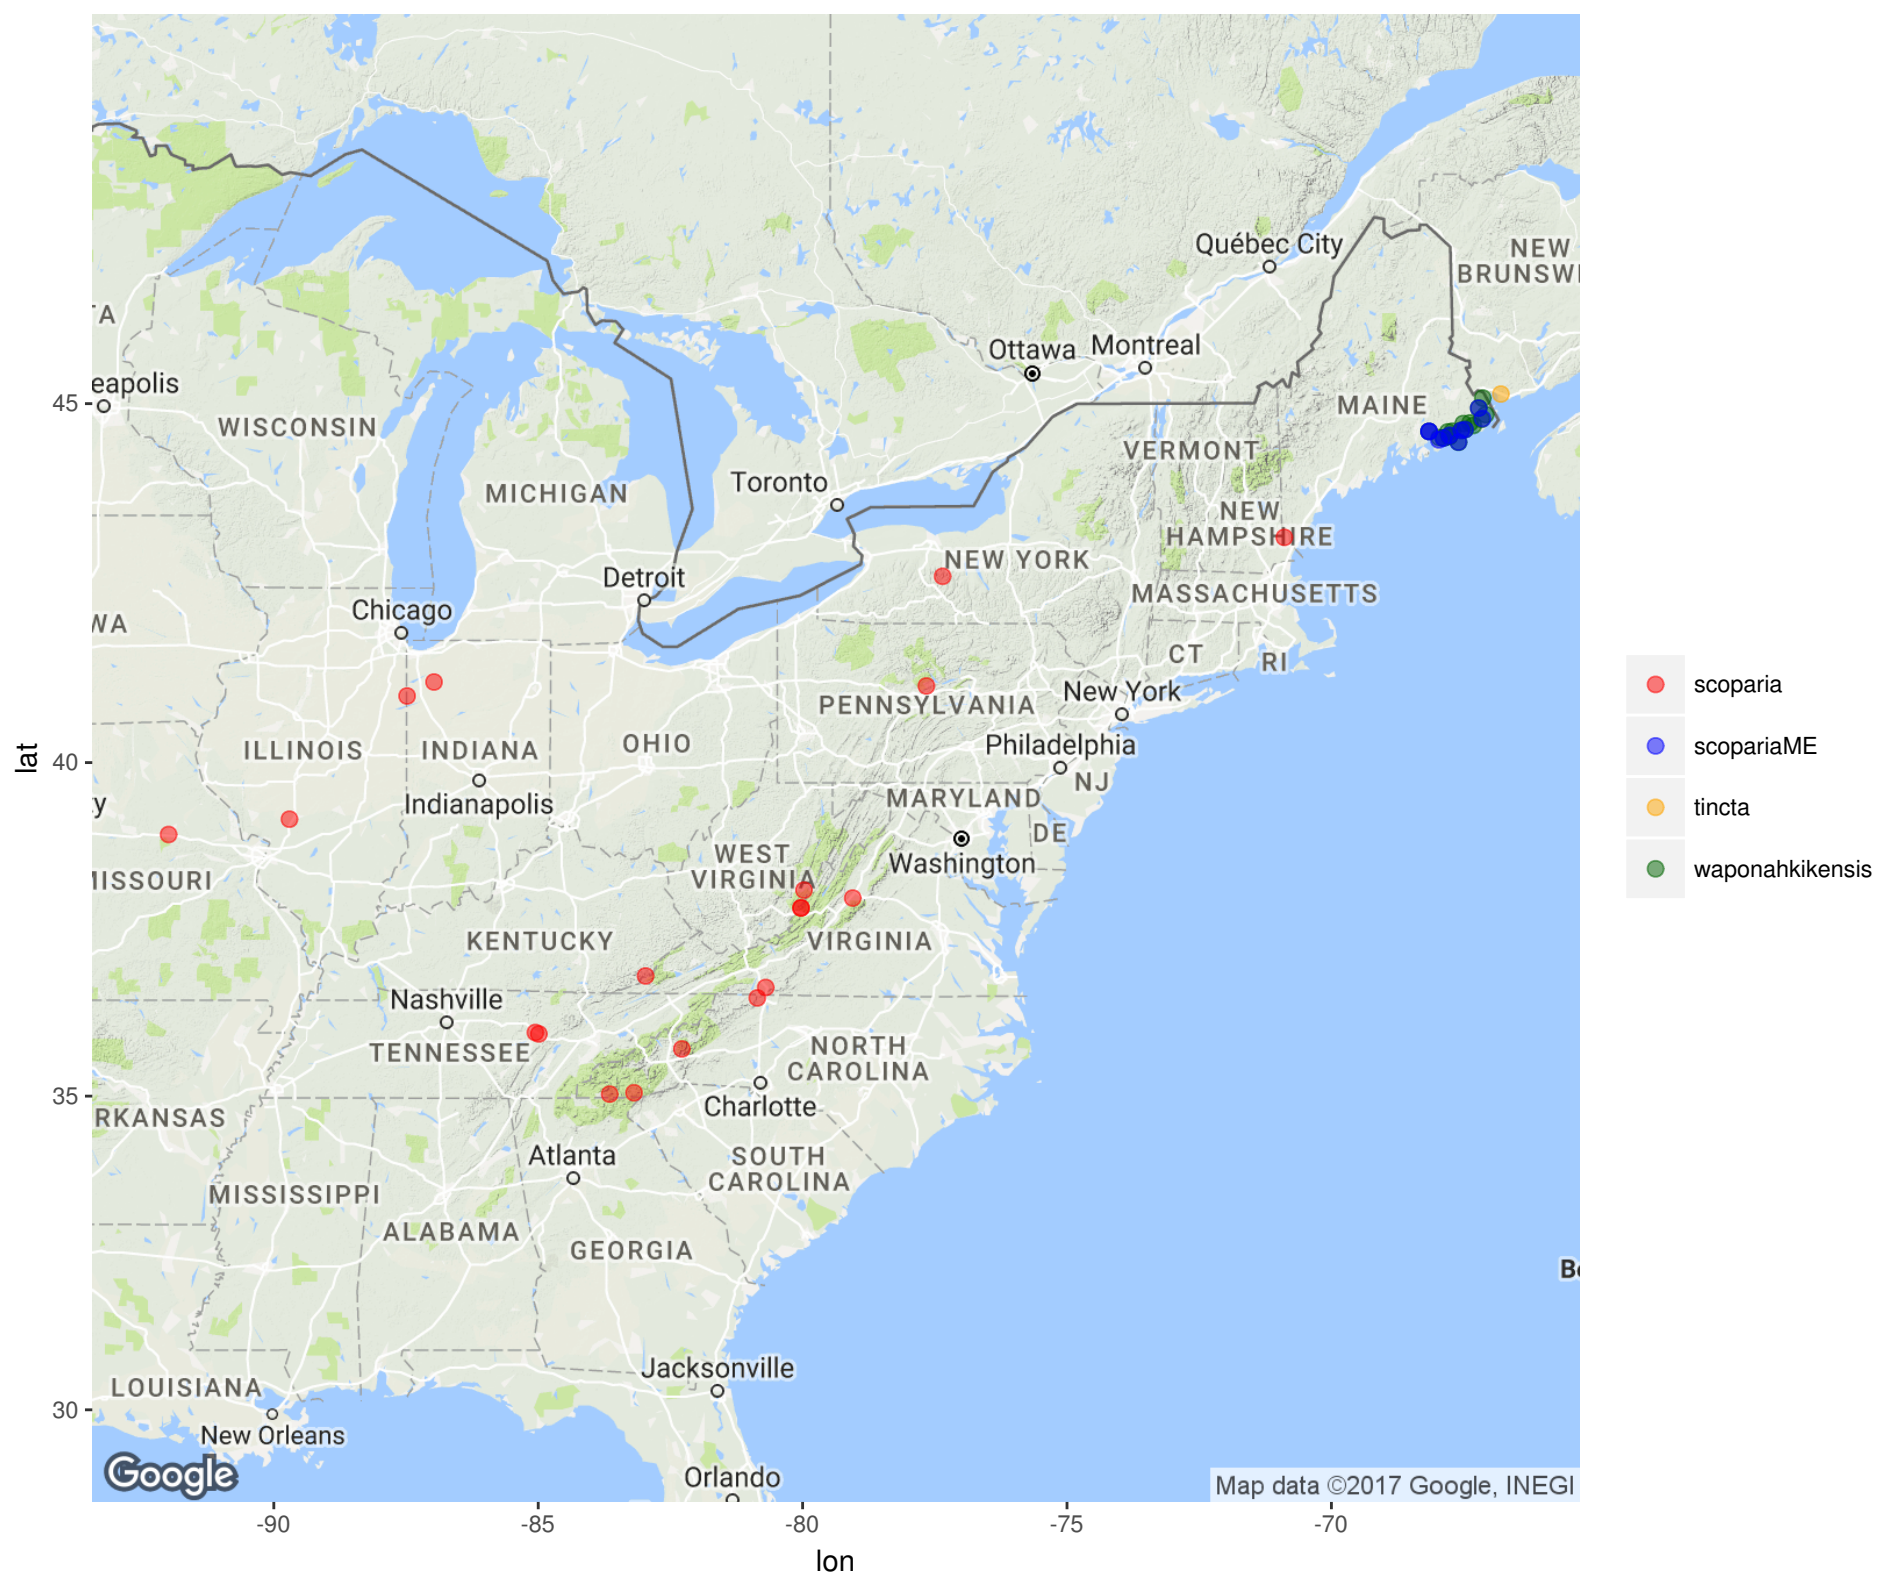 Québec City
NEW
BRUNSWI
A
Ottawa
Montreal
eapolis
45
MAINE
WISCONSIN
VERMONT
MICHIGAN
Toronto
NEW
HAMPSHIRE
NEW YORK
Detroit
MASSACHUSETTS
Chicago
WA
CT
RI
New York
PENNSYLVANIA
scoparia
scopariaME
tincta
waponahkikensis
lat
40
ILLINOIS
INDIANA
OHIO
Philadelphia
NJ
MARYLAND
Indianapolis
ty
DE
WEST
VIRGINIA
Washington
MISSOURI
KENTUCKY
VIRGINIA
Nashville
TENNESSEE
NORTH
CAROLINA
35
Charlotte
RKANSAS
Atlanta
SOUTH
CAROLINA
MISSISSIPPI
ALABAMA
GEORGIA
Be
Jacksonville
LOUISIANA
30
New Orleans
Google
Orlando
Map data ©2017 Google, INEGI
-90
-85
-80
-75
-70
lon